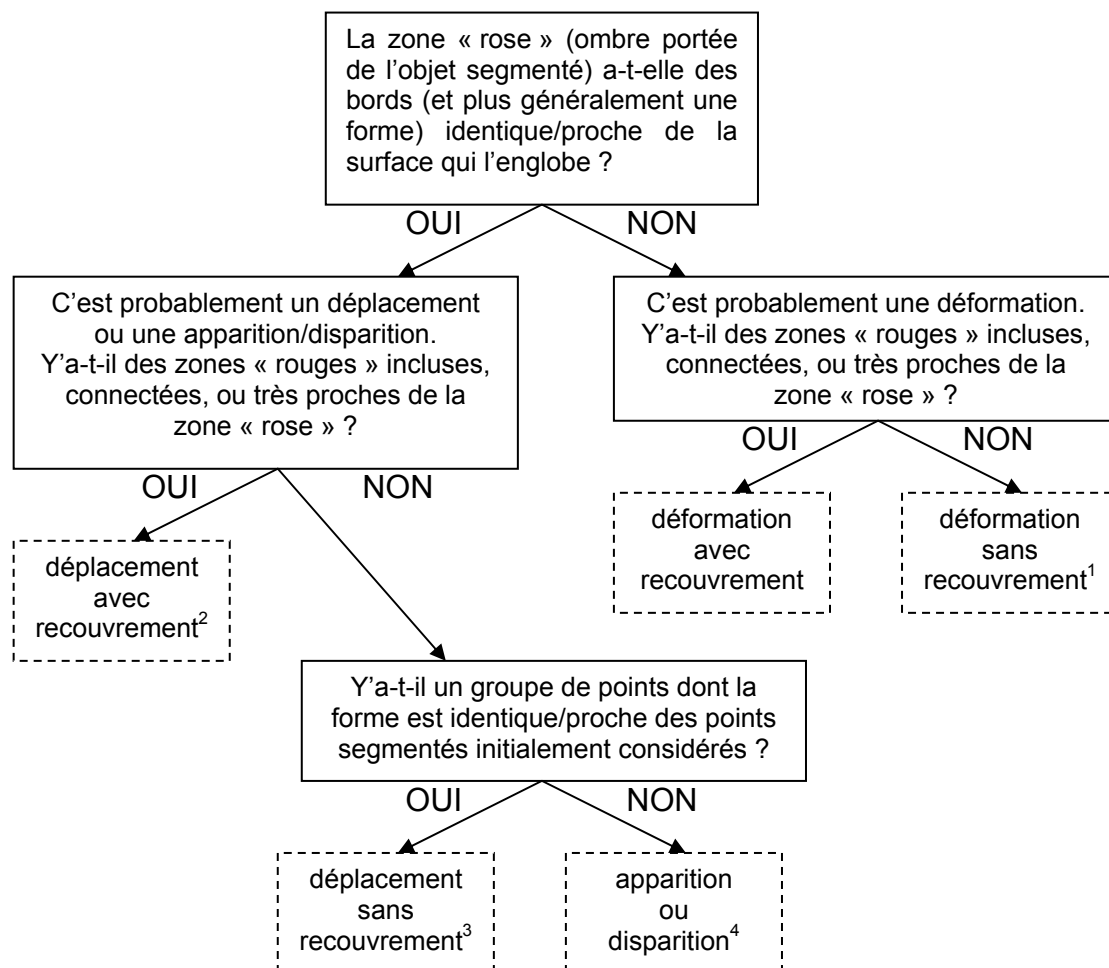 La zone « rose » (ombre portée
de l’objet segmenté) a-t-elle des
bords (et plus généralement une
forme) identique/proche de la
surface qui l’englobe ?
OUI
NON
C’est probablement un déplacement
ou une apparition/disparition.
Y’a-t-il des zones « rouges » incluses,
connectées, ou très proches de la
zone « rose » ?
C’est probablement une déformation.
Y’a-t-il des zones « rouges » incluses,
connectées, ou très proches de la
zone « rose » ?
OUI
NON
OUI
NON
déplacement
avec
recouvrement²
déformation
avec
recouvrement
déformation
sans
recouvrement¹
Y’a-t-il un groupe de points dont la
forme est identique/proche des points
segmentés initialement considérés ?
OUI
NON
déplacement
sans
recouvrement³
apparition
ou
disparition⁴